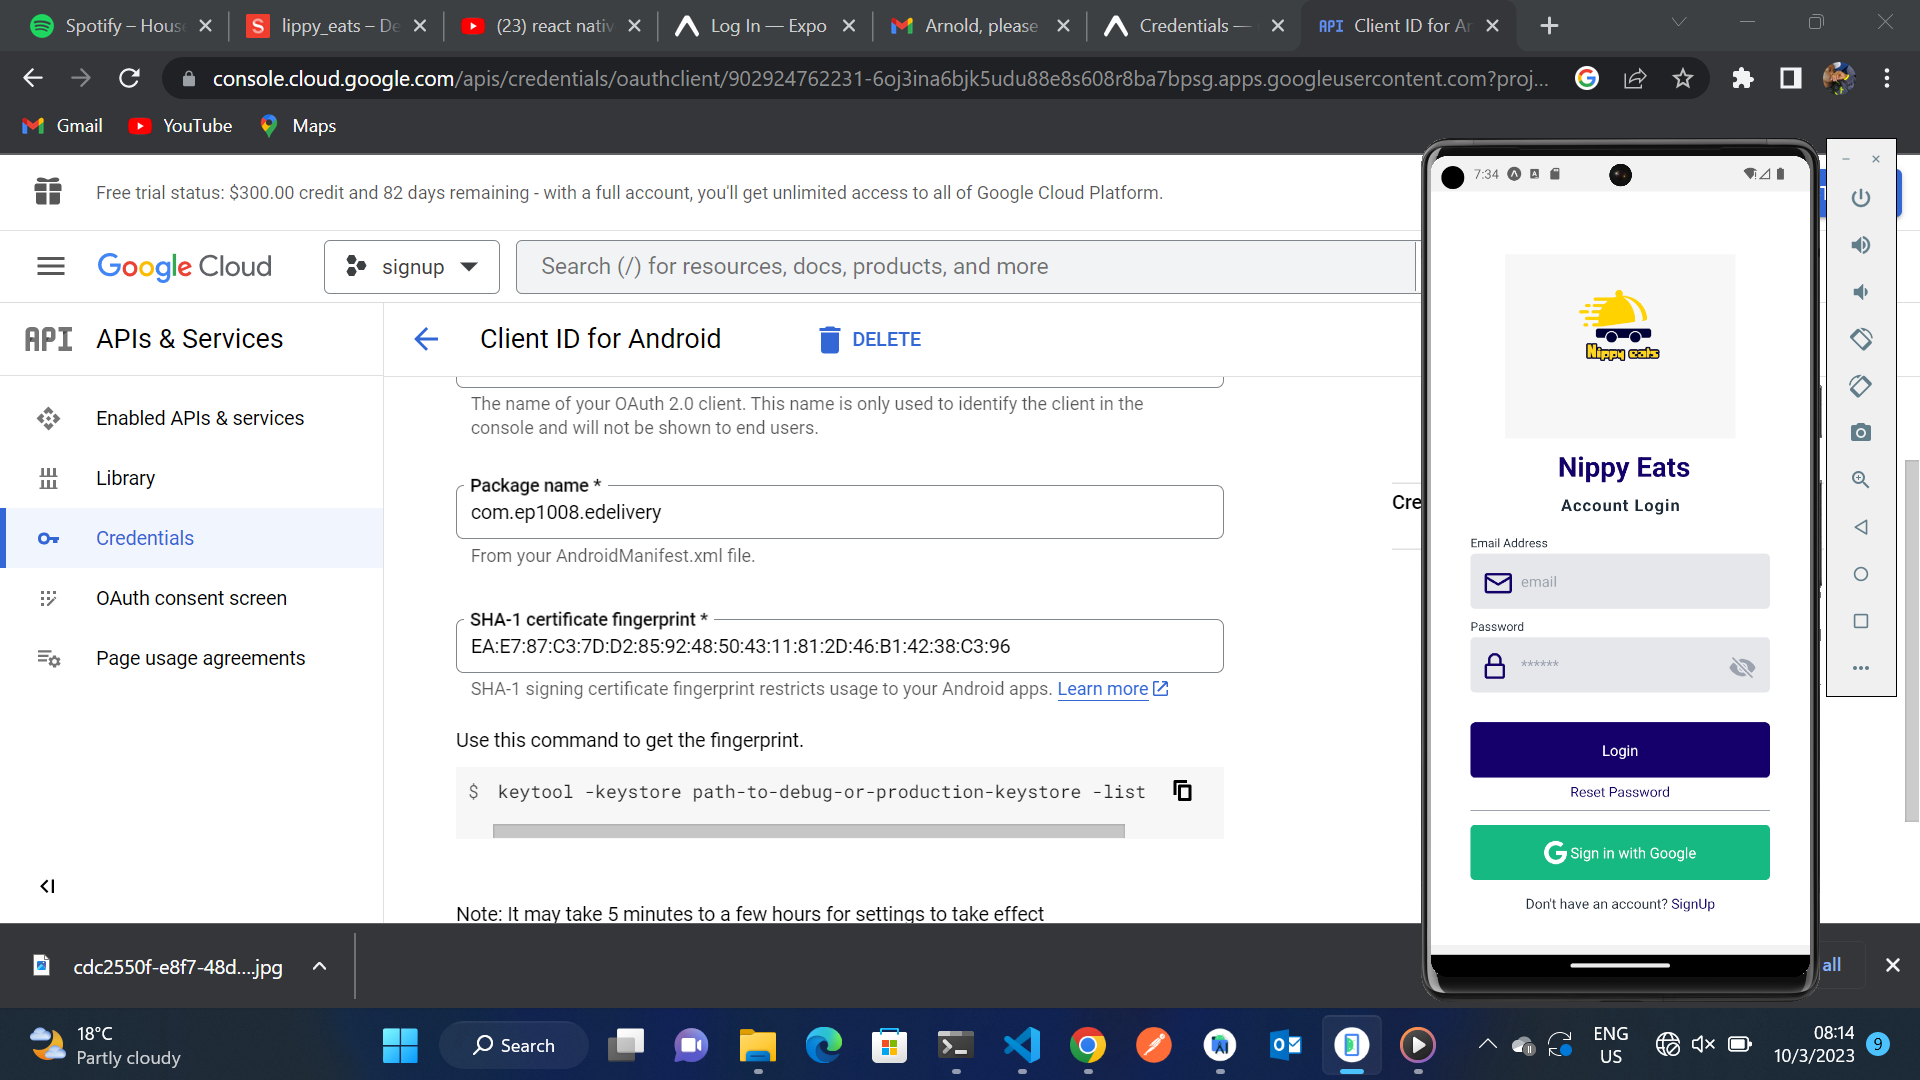 Spotify – House
lippy_eats – De
(23) react nativ
Log In — Expo
Arnold, please
Credentials —
API Client ID for Ar
console.cloud.google.com/apis/credentials/oauthclient/902924762231-6oj3ina6bjk5udu88e8s608r8ba7bpsg.apps.googleusercontent.com?proj...
Gmail
YouTube
Maps
Free trial status: $300.00 credit and 82 days remaining - with a full account, you'll get unlimited access to all of Google Cloud Platform.
Google Cloud
signup
Search (/) for resources, docs, products, and more
API APIs & Services
Client ID for Android
DELETE
Enabled APIs & services
Library
Credentials
OAuth consent screen
Page usage agreements
The name of your OAuth 2.0 client. This name is only used to identify the client in the
console and will not be shown to end users.
Package name *
com.ep1008.edelivery
From your AndroidManifest.xml file.
Cre
SHA-1 certificate fingerprint *
EA:E7:87:C3:7D:D2:85:92:48:50:43:11:81:2D:46:B1:42:38:C3:96
SHA-1 signing certificate fingerprint restricts usage to your Android apps. Learn more
Use this command to get the fingerprint.
$ keytool -keystore path-to-debug-or-production-keystore -list
Note: It may take 5 minutes to a few hours for settings to take effect
7:34
Nippy eats
Nippy Eats
Account Login
Email Address
email
Password
******
Login
Reset Password
Sign in with Google
Don't have an account? SignUp
cdc2550f-e8f7-48d....jpg
all
18°C
Partly cloudy
Search
ENG
US
08:14
10/3/2023
9